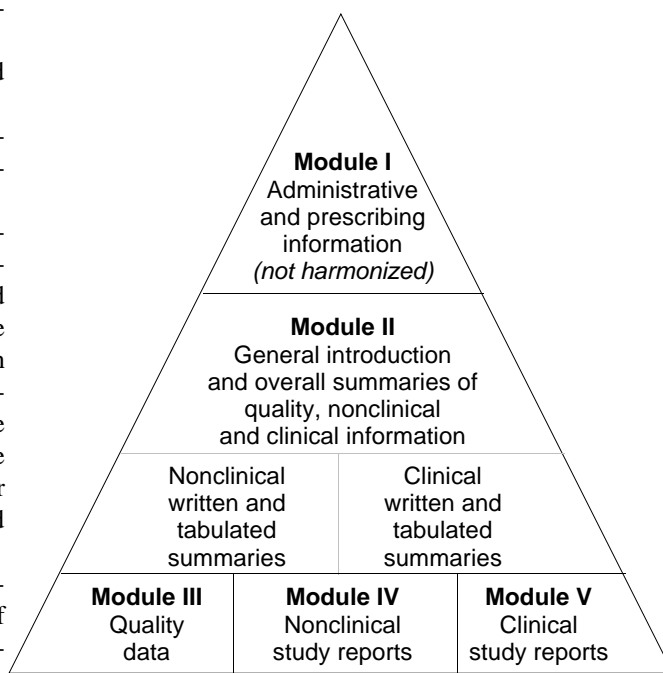 Module I
Administrative
and prescribing
information
(not harmonized)
Module II
General introduction
and overall summaries of
quality, nonclinical
and clinical information
Nonclinical
written and
tabulated
summaries
Clinical
written and
tabulated
summaries
Module III
Quality
data
Module IV
Nonclinical
study reports
Module V
Clinical
study reports